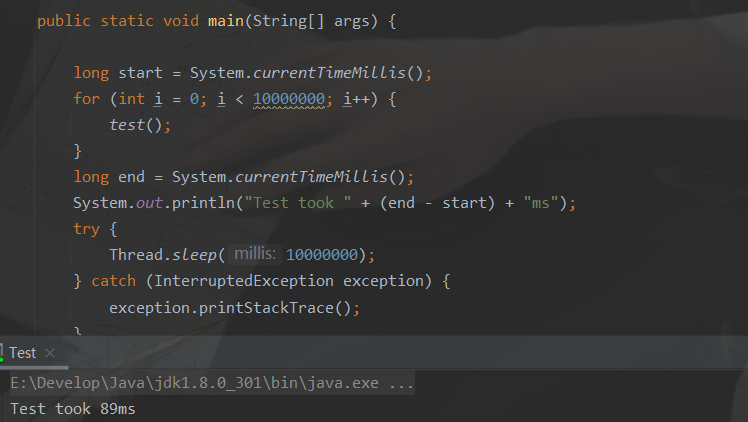 public static void main(String[] args) {
long start = System.currentTimeMillis();
for (int i = 0; i < 10000000; i++) {
test();
}
long end = System.currentTimeMillis();
System.out.println("Test took " + (end - start) + "ms");
try {
Thread.sleep( millis: 10000000);
} catch (InterruptedException exception) {
exception.printStackTrace();
}
Test ×
E:\Develop\Java\jdk1.8.0_301\bin\java.exe ...
Test took 89ms